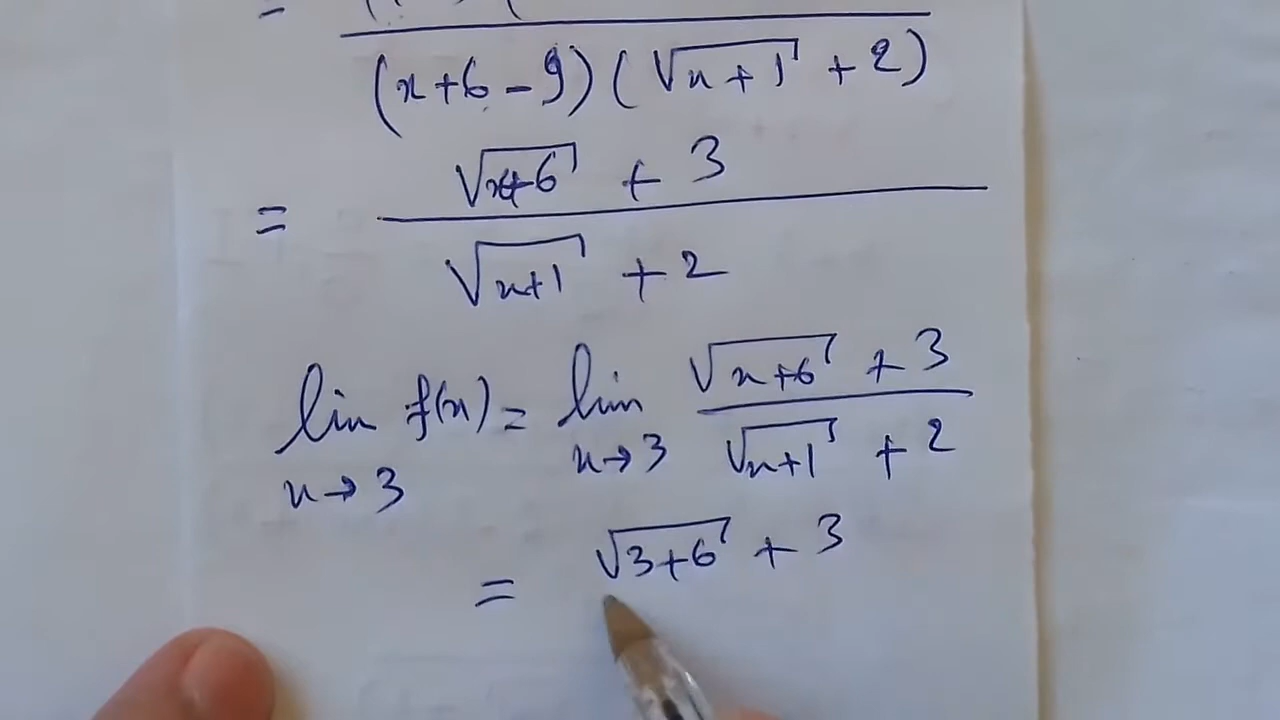 =
(x+6-9)(√x+1 + 2)
√x+6 + 3
=
√x+1 + 2
lim f(x) = lim √x+6 + 3
x→3 x→3 √x+1 + 2
= √3+6 + 3